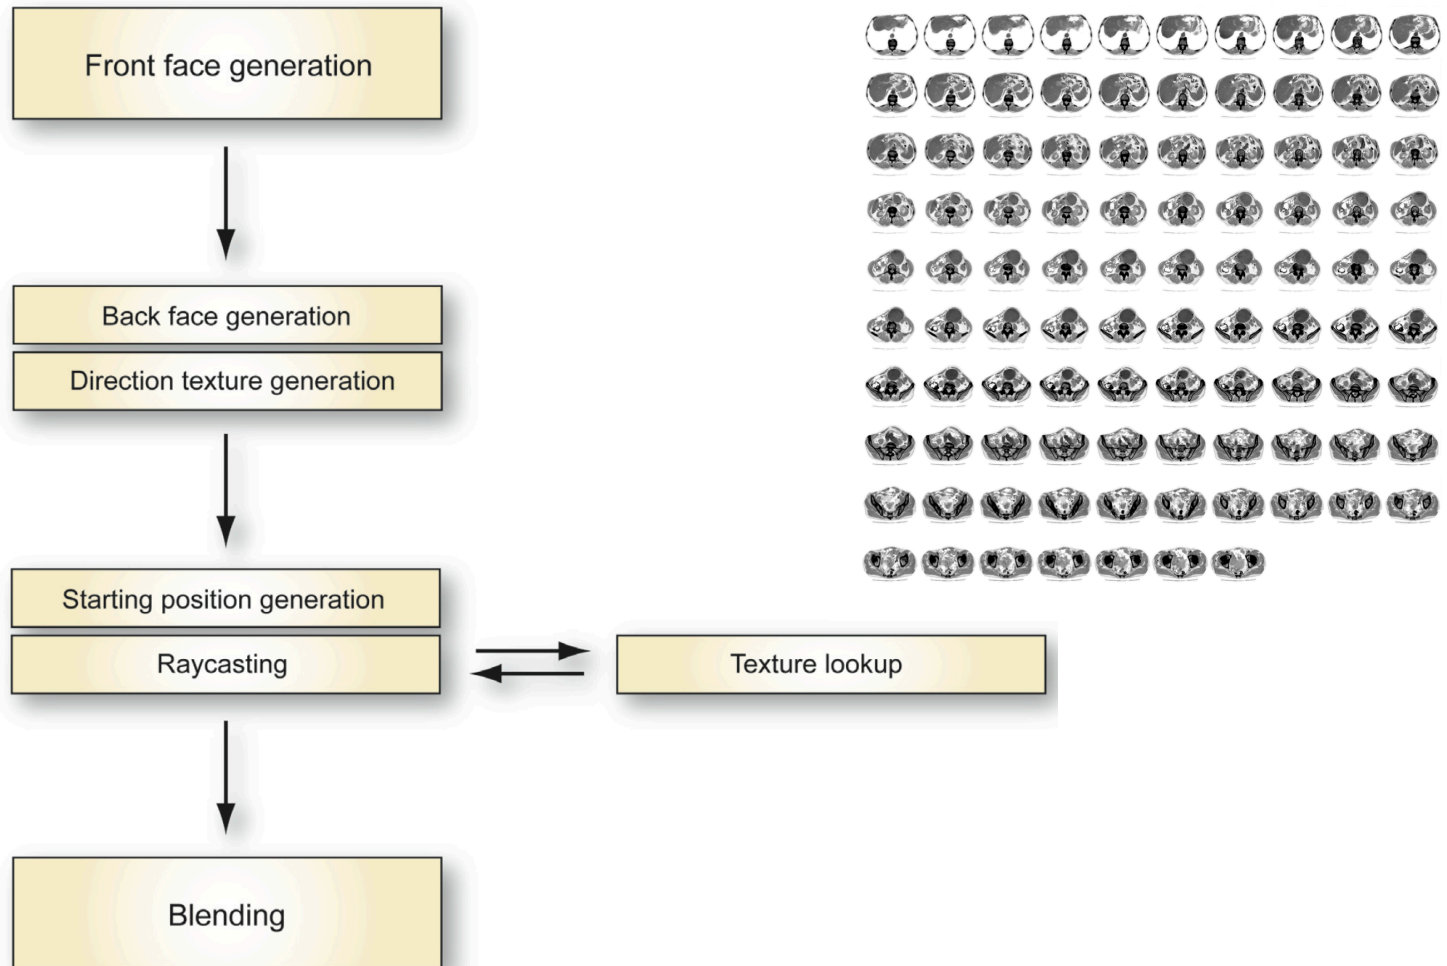 Front face generation
Back face generation
Direction texture generation
Starting position generation
Raycasting
Texture lookup
Blending